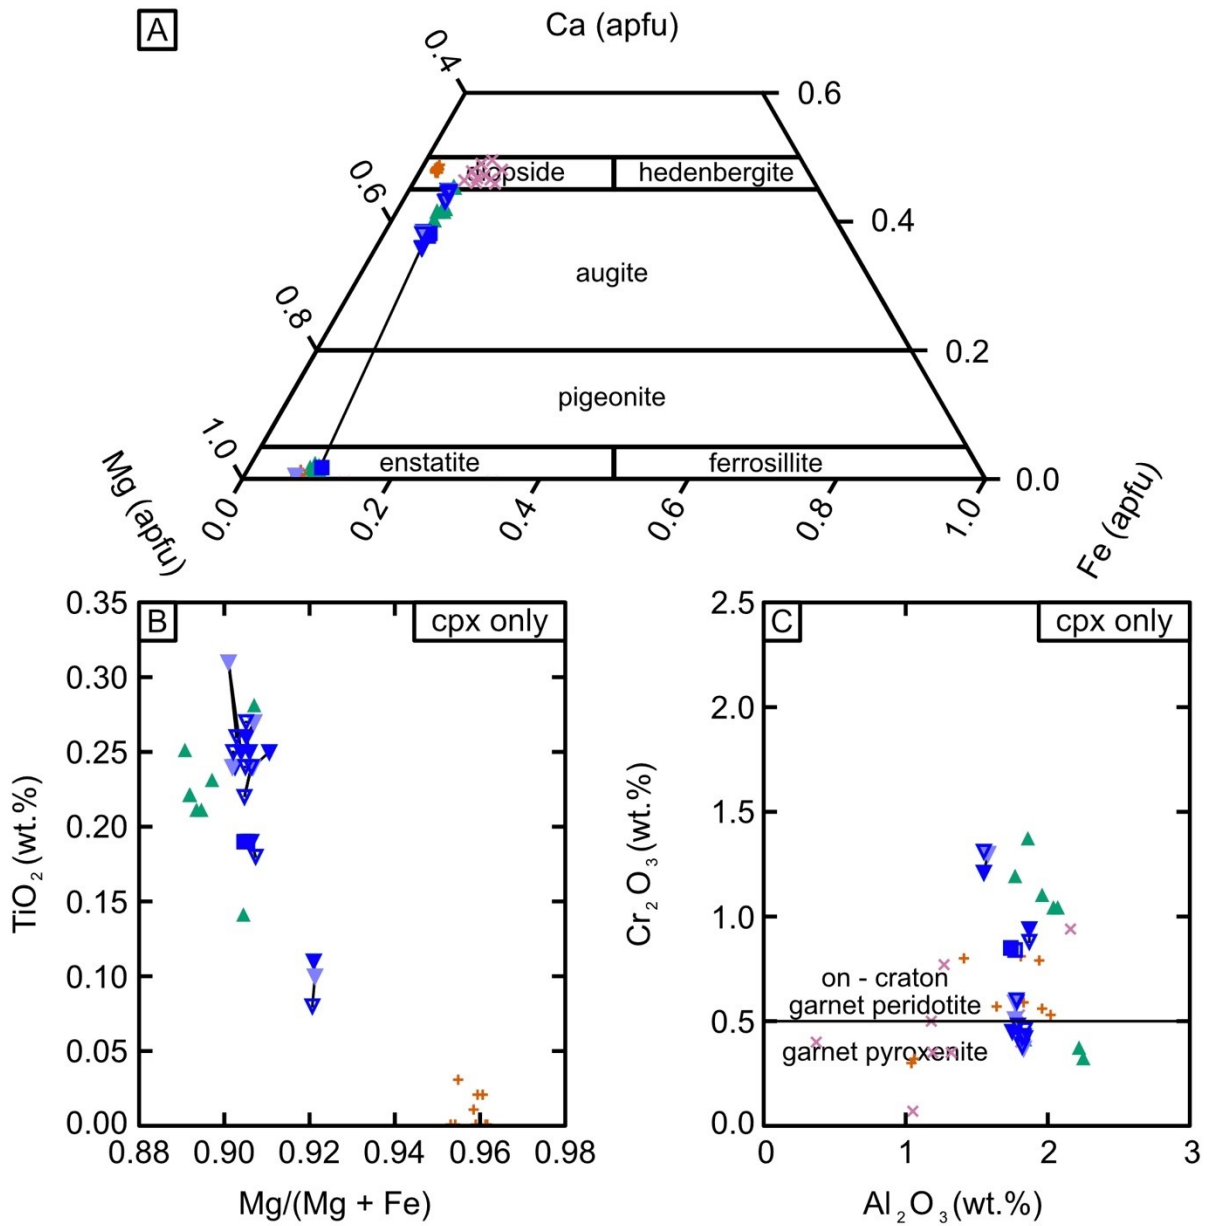 A
Ca (apfu)
0.4
0.6
diopside
hedenbergite
0.6
0.4
augite
0.8
0.2
pigeonite
1.0
enstatite
ferrosillite
0.0
Mg (apfu)
0.0
0.2
0.4
0.6
0.8
1.0
Fe (apfu)
B
cpx only
0.35
0.30
0.25
0.20
0.15
0.10
0.05
0.00
TiO₂ (wt.%)
0.88 0.90 0.92 0.94 0.96 0.98
Mg/(Mg + Fe)
C
cpx only
2.5
2.0
1.5
1.0
0.5
0.0
Cr₂O₃ (wt.%)
on - craton
garnet peridotite
garnet pyroxenite
0 1 2 3
Al₂O₃ (wt.%)